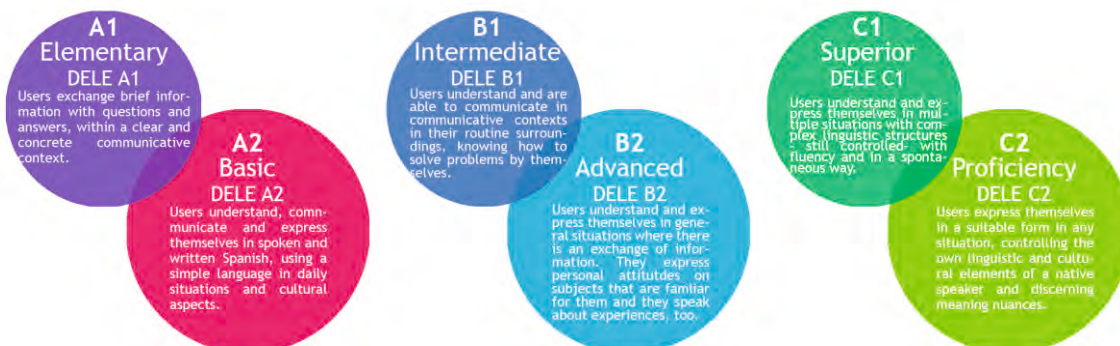 A1
Elementary
DELE A1
Users exchange brief infor-
mation with questions and
answers, within a clear and
concrete communicative
context.
A2
Basic
DELE A2
Users understand, comn-
municate and express
themselves in spoken and
written Spanish, using a
simple language in daily
situations and cultural
aspects.
B1
Intermediate
DELE B1
Users understand and are
able to communicate in
communicative contexts
in their routine surroun-
dings, knowing how to
solve problems by them-
selves.
B2
Advanced
DELE B2
Users understand and ex-
press themselves in gene-
ral situations where there
is an exchange of infor-
mation. They express
personal attitutdes on
subjects that are famliar
for them and they speak
about experiences, too.
C1
Superior
DELE C1
Users understand and ex-
press themselves in mul-
tiple situations with com-
plex linguistic structures
- still controlled- with
fluency and in a sponta-
neous way.
C2
Proficiency
DELE C2
Users express themselves
in a suitable form in any
situation, controlling the
own linguistic and cultu-
ral elements of a native
speaker and discerning
meaning nuances.